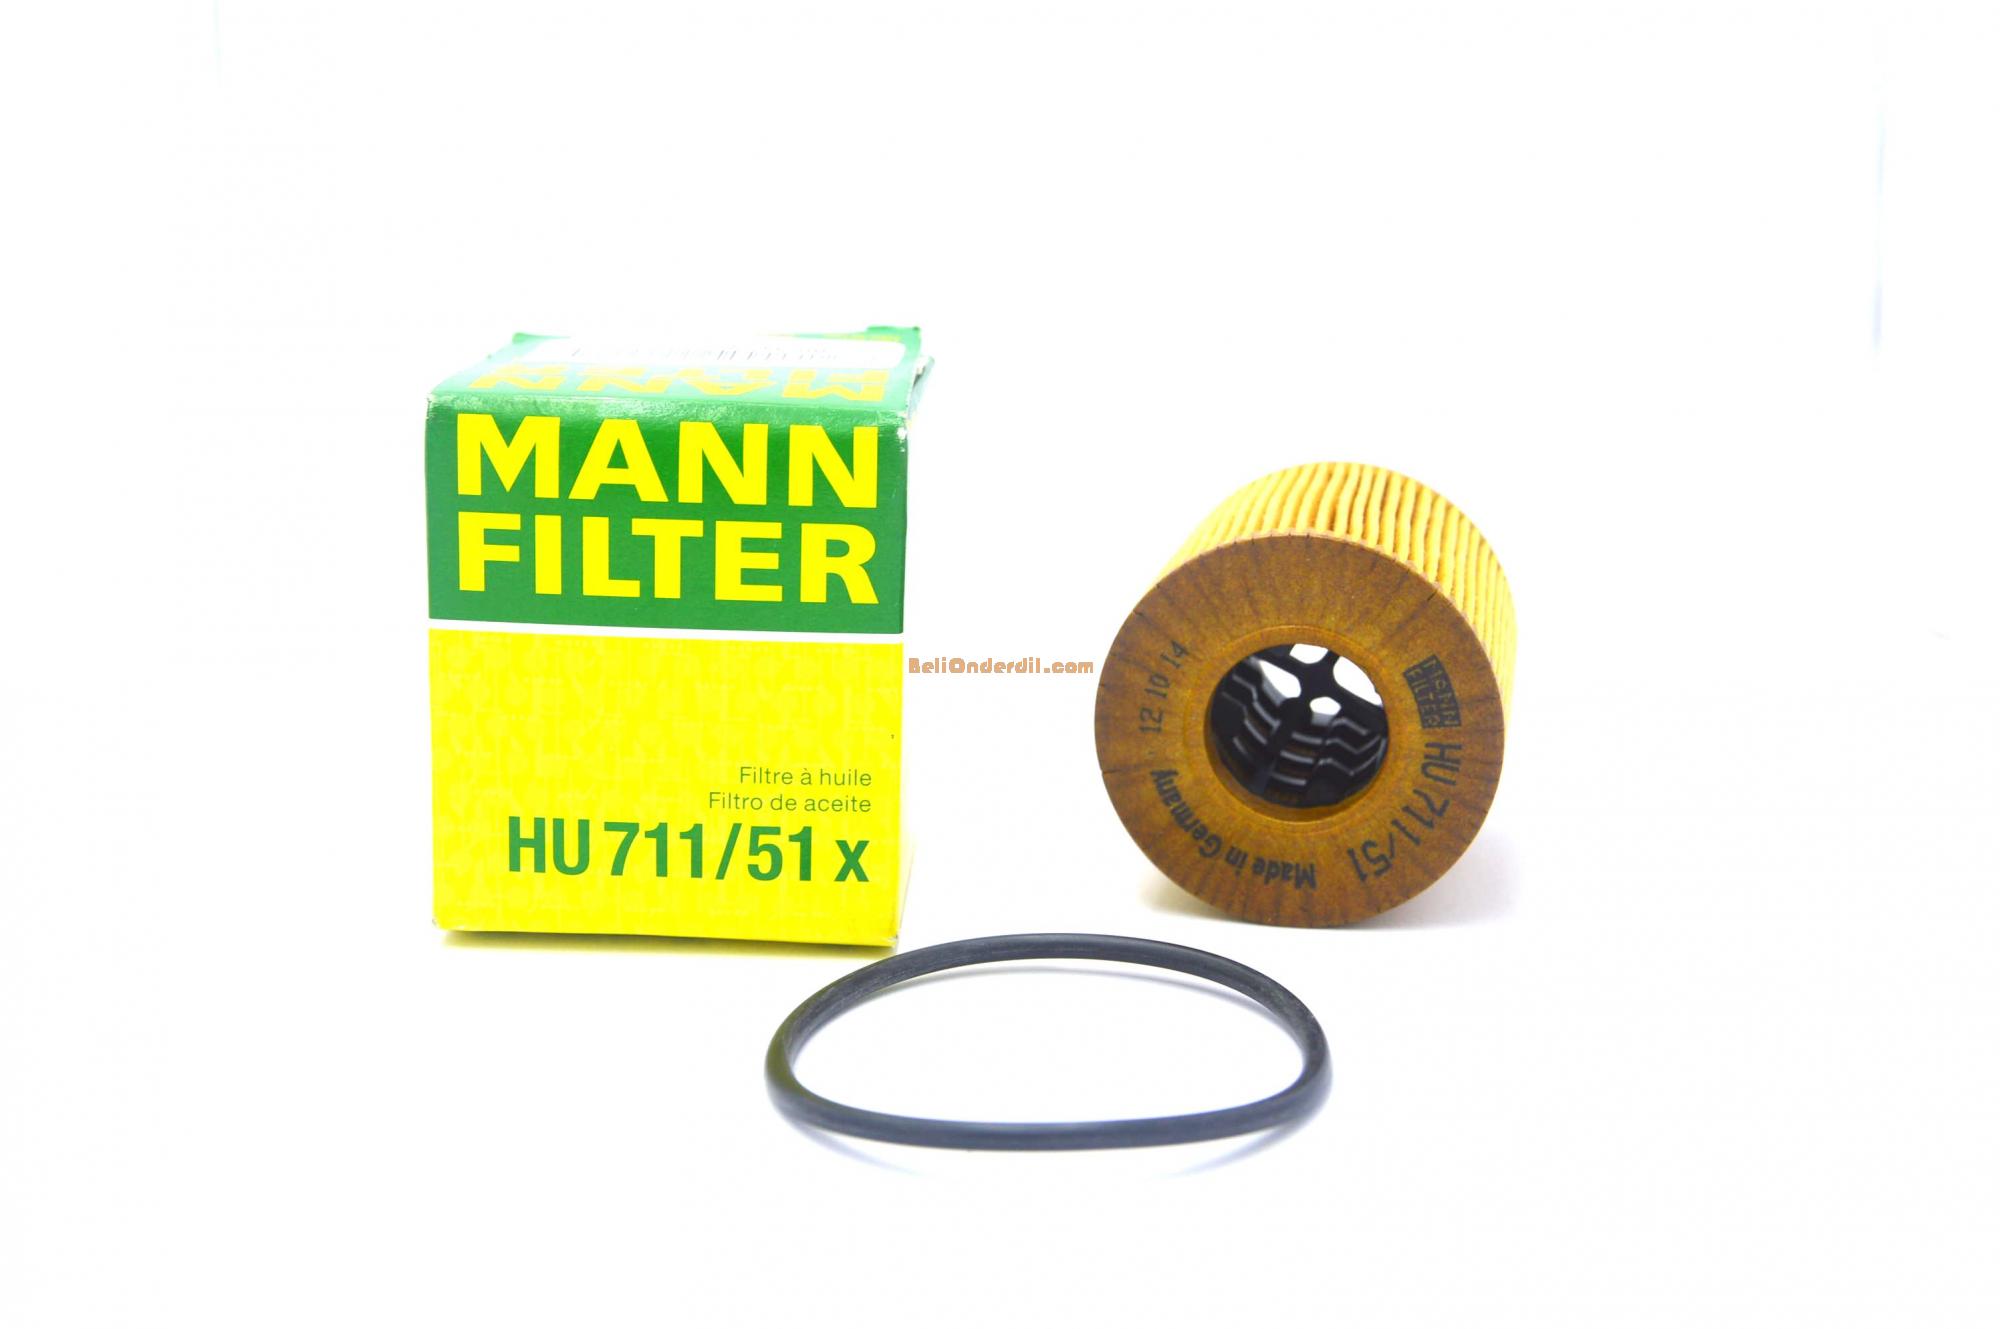 MANN
FILTER
MANN
FILTER
Filtre à huile
Filtro de aceite
HU 711/51 x
BeliOnderdil.com
MANN
FILTER
HU 711/51
Made in Germany
12 10 14